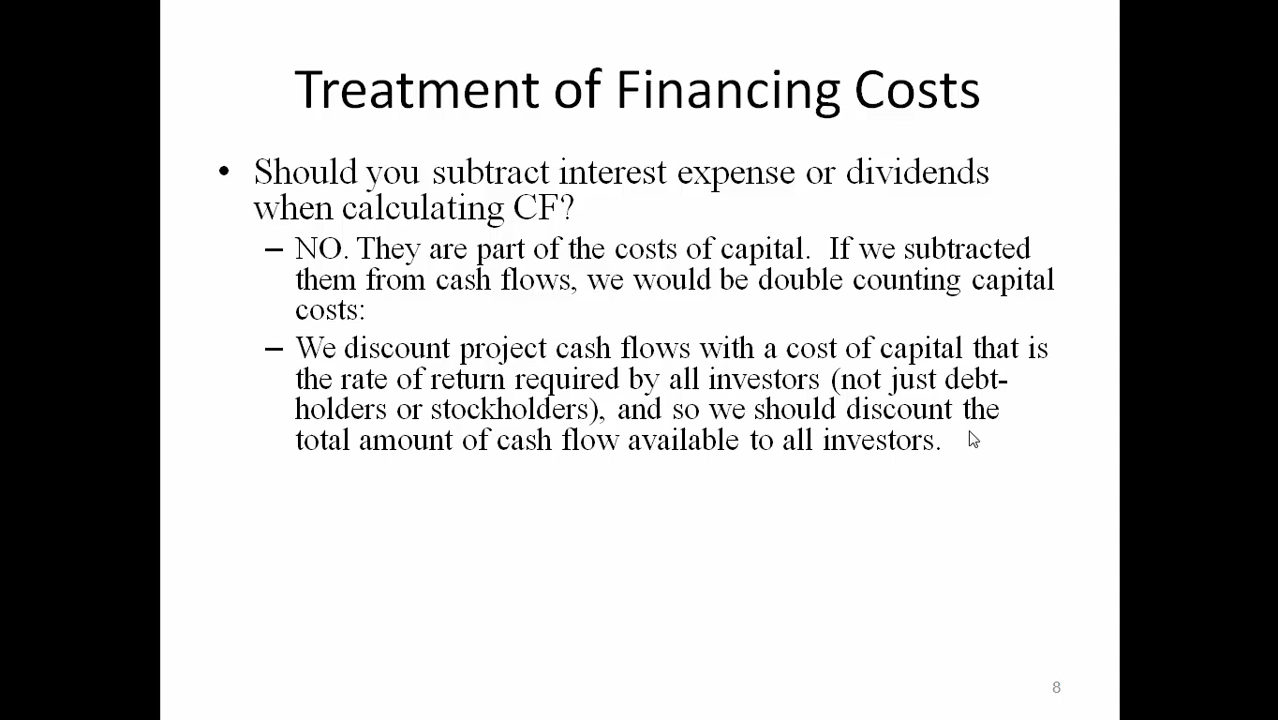 Treatment of Financing Costs
• Should you subtract interest expense or dividends
when calculating CF?
– NO. They are part of the costs of capital.  If we subtracted
them from cash flows, we would be double counting capital
costs:
– We discount project cash flows with a cost of capital that is
the rate of return required by all investors (not just debt-
holders or stockholders), and so we should discount the
total amount of cash flow available to all investors.
8